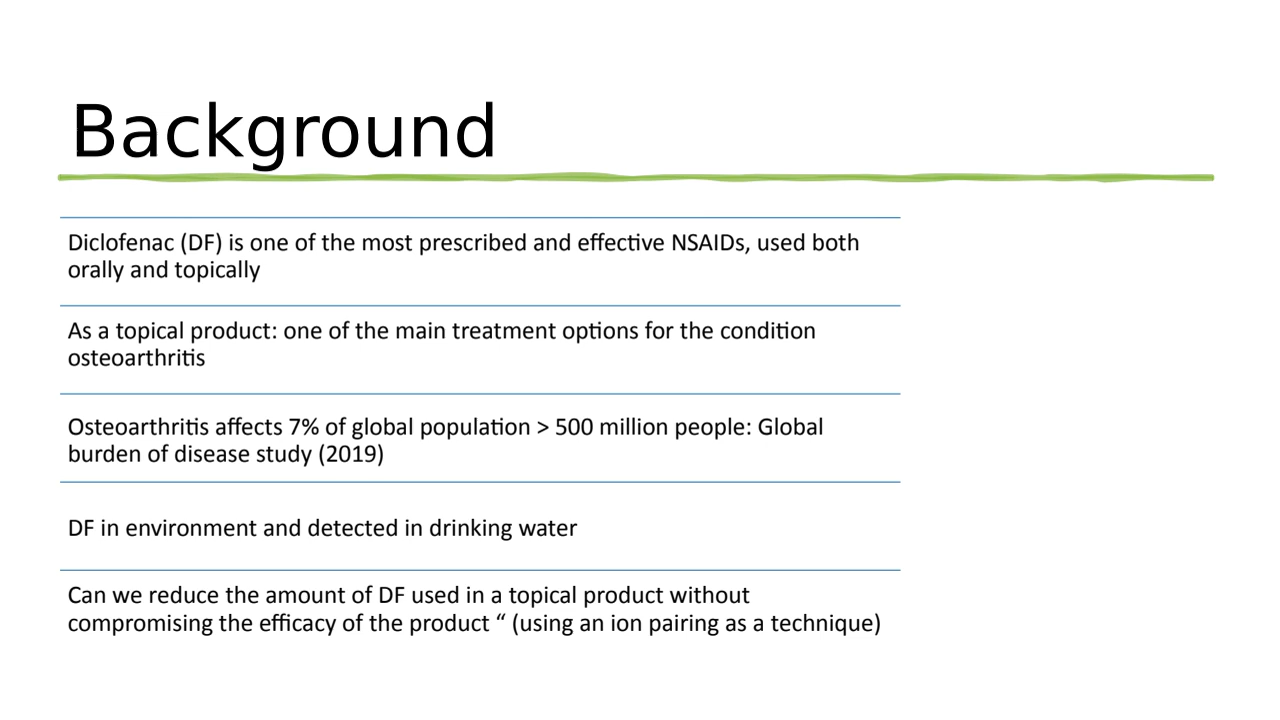 Background
Diclofenac (DF) is one of the most prescribed and effective NSAIDs, used both
orally and topically
As a topical product: one of the main treatment options for the condition
osteoarthritis
Osteoarthritis affects 7% of global population > 500 million people: Global
burden of disease study (2019)
DF in environment and detected in drinking water
Can we reduce the amount of DF used in a topical product without
compromising the efficacy of the product “ (using an ion pairing as a technique)